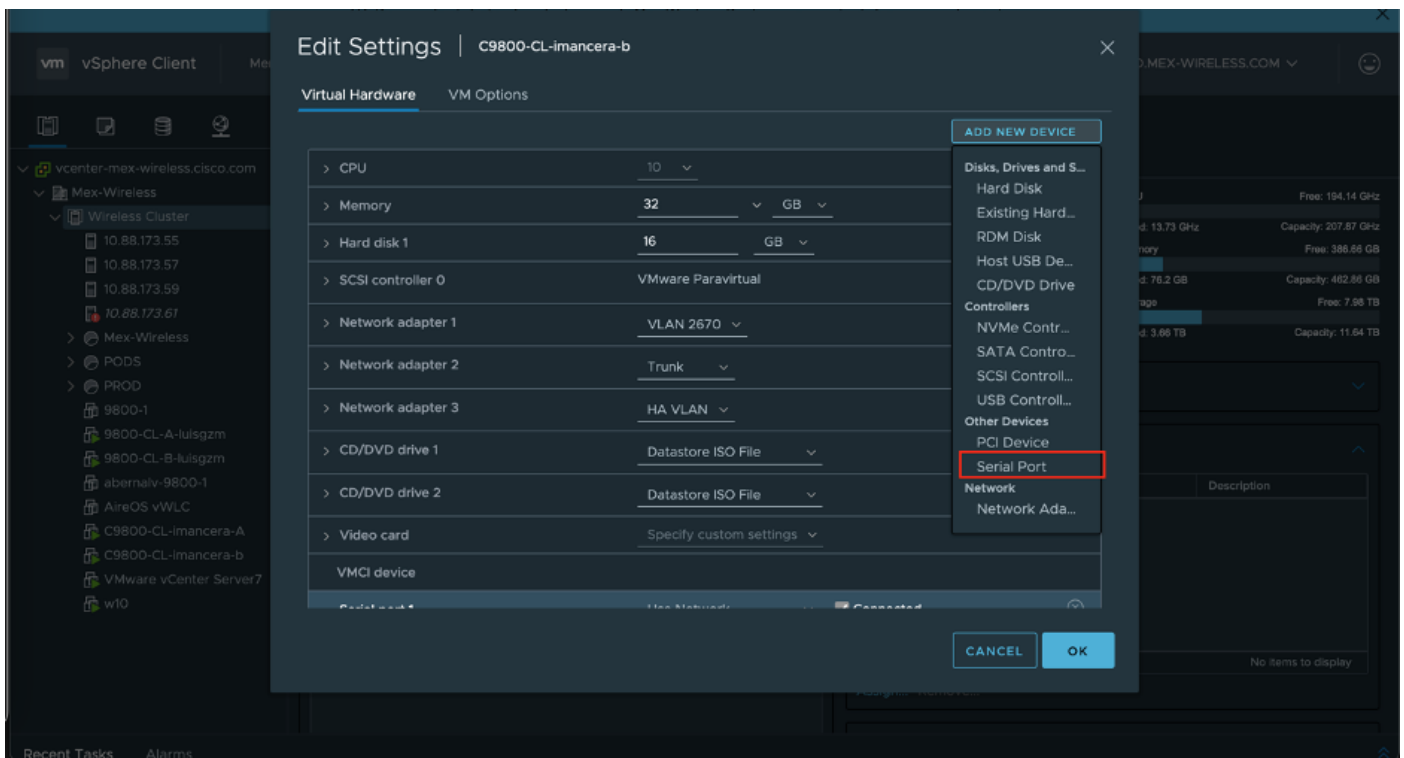 Edit Settings | C9800-CL-imancera-b
vm vSphere Client
.MEX-WIRELESS.COM
Virtual Hardware VM Options
ADD NEW DEVICE
vcenter-mex-wireless.cisco.com
Mex-Wireless
Wireless Cluster
10.88.173.55
10.88.173.57
10.88.173.59
10.88.173.61
Mex-Wireless
PODS
PROD
9800-1
9800-CL-A-luisgzm
9800-CL-B-luisgzm
abernalv-9800-1
AireOS vWLC
C9800-CL-imancera-A
C9800-CL-imancera-b
VMware vCenter Server7
w10
CPU 10
Memory 32 GB
Hard disk 1 16 GB
SCSI controller 0 VMware Paravirtual
Network adapter 1 VLAN 2670
Network adapter 2 Trunk
Network adapter 3 HA VLAN
CD/DVD drive 1 Datastore ISO File
CD/DVD drive 2 Datastore ISO File
Video card Specify custom settings
VMCI device
Serial port 1 Use Network Connected
Disks, Drives and S...
Hard Disk
Existing Hard...
RDM Disk
Host USB De...
CD/DVD Drive
Controllers
NVMe Contr...
SATA Contro...
SCSI Controll...
USB Controll...
Other Devices
PCI Device
Serial Port
Network
Network Ada...
CANCEL OK
Free: 194.14 GHz
13.73 GHz Capacity: 207.87 GHz
Free: 386.66 GB
76.2 GB Capacity: 462.86 GB
Free: 7.98 TB
3.66 TB Capacity: 11.64 TB
Description
No items to display
Recent Tasks Alarms